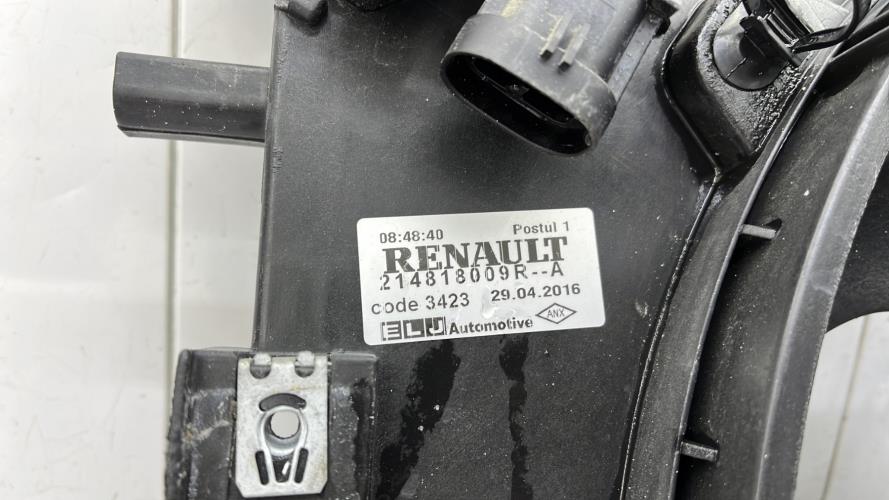 08:48:40 Postul 1
RENAULT
214818009R--A
code 3423 29.04.2016
ELJ Automotive ANX